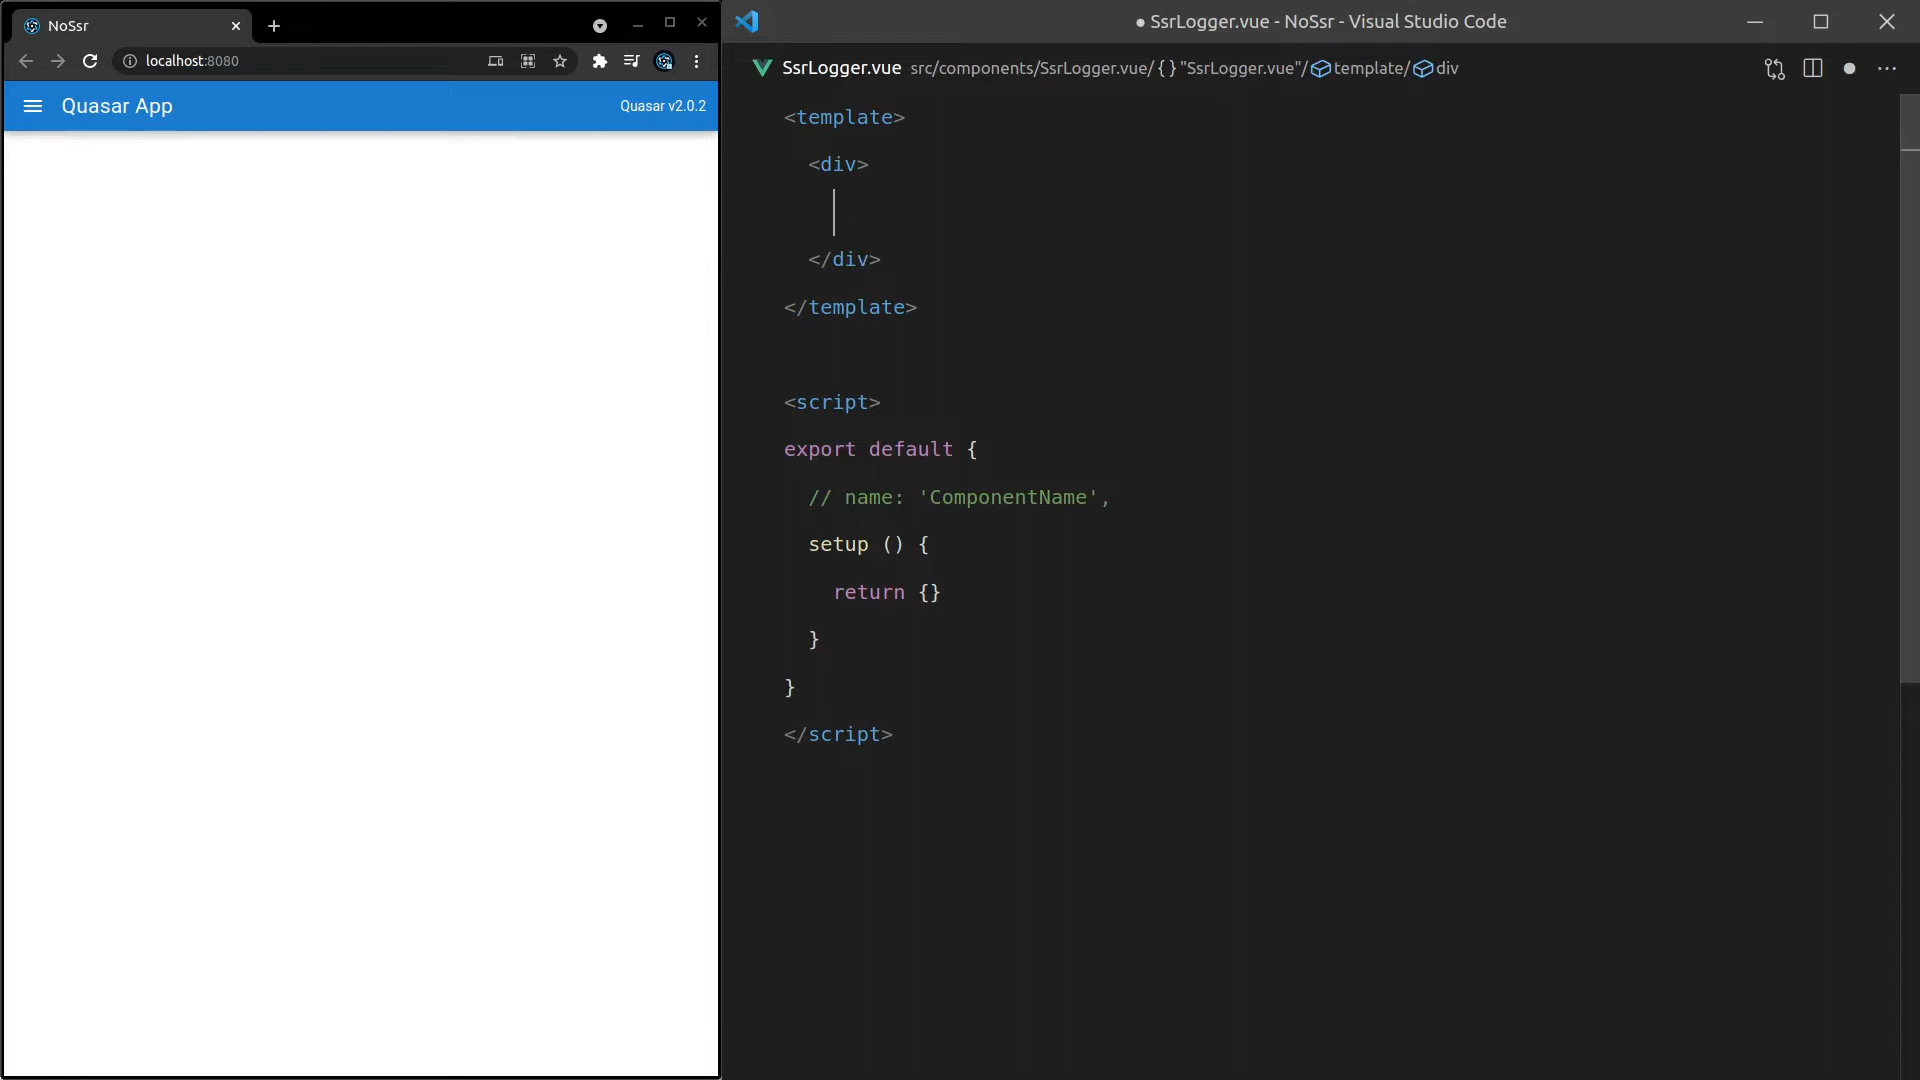 NoSsr
localhost:8080
Quasar App
Quasar v2.0.2
● SsrLogger.vue - NoSsr - Visual Studio Code
SsrLogger.vue src/components/SsrLogger.vue/{ } "SsrLogger.vue"/ template/ div
<template>
<div>
</div>
</template>
<script>
export default {
// name: 'ComponentName',
setup () {
return {}
}
}
</script>